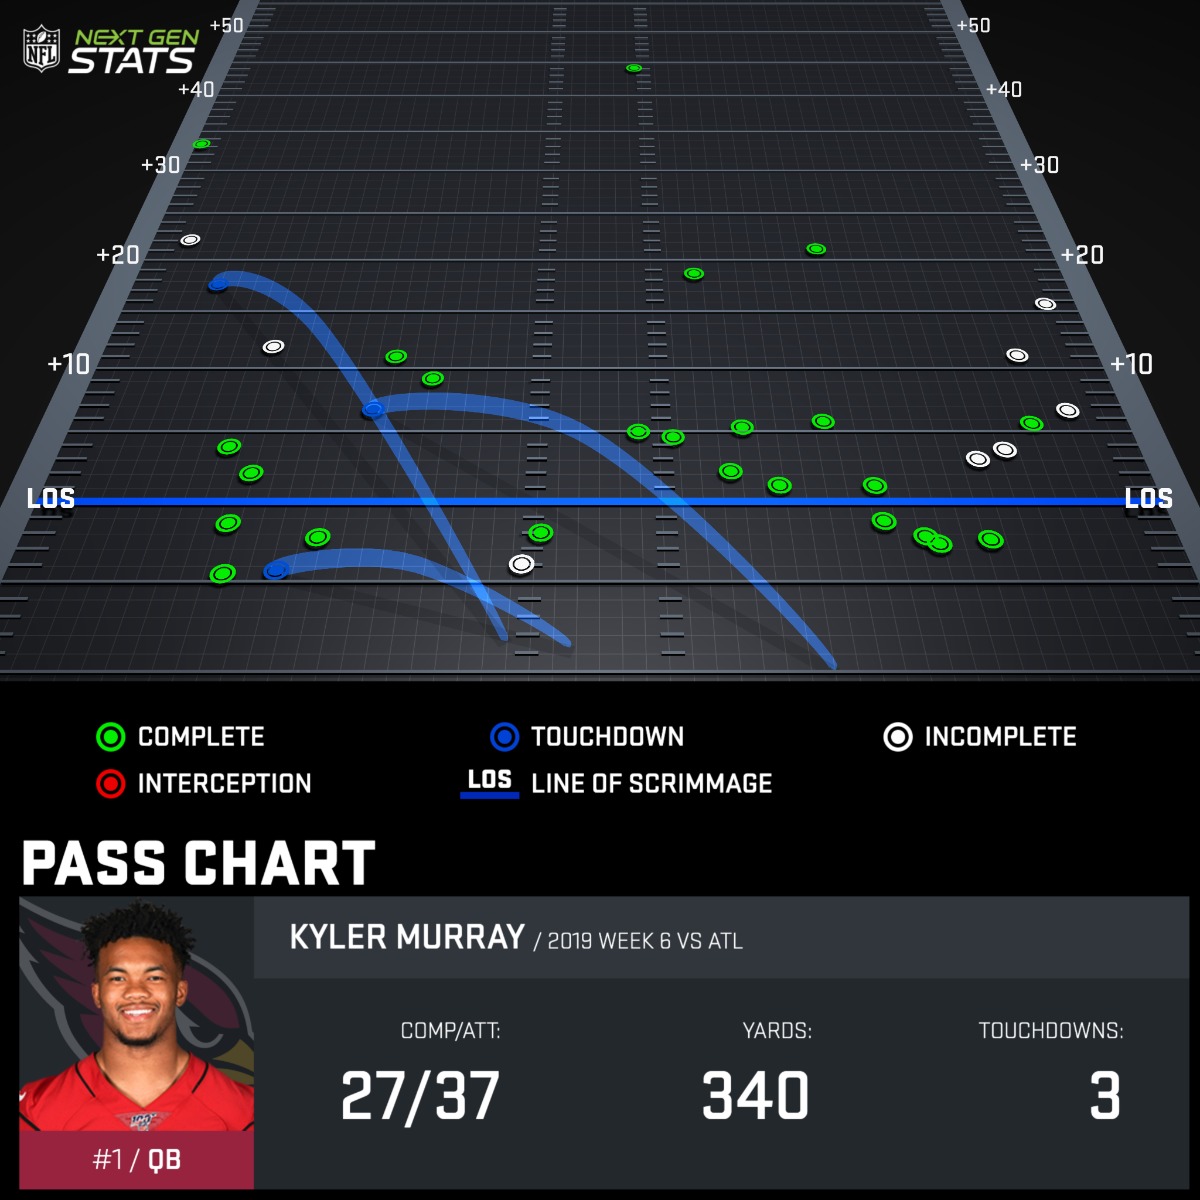 NFL NEXT GEN STATS
+50 +50
+40 +40
+30 +30
+20 +20
+10 +10
LOS LOS
COMPLETE TOUCHDOWN INCOMPLETE
INTERCEPTION LOS LINE OF SCRIMMAGE
PASS CHART
KYLER MURRAY / 2019 WEEK 6 VS ATL
COMP/ATT: YARDS: TOUCHDOWNS:
27/37 340 3
#1 / QB